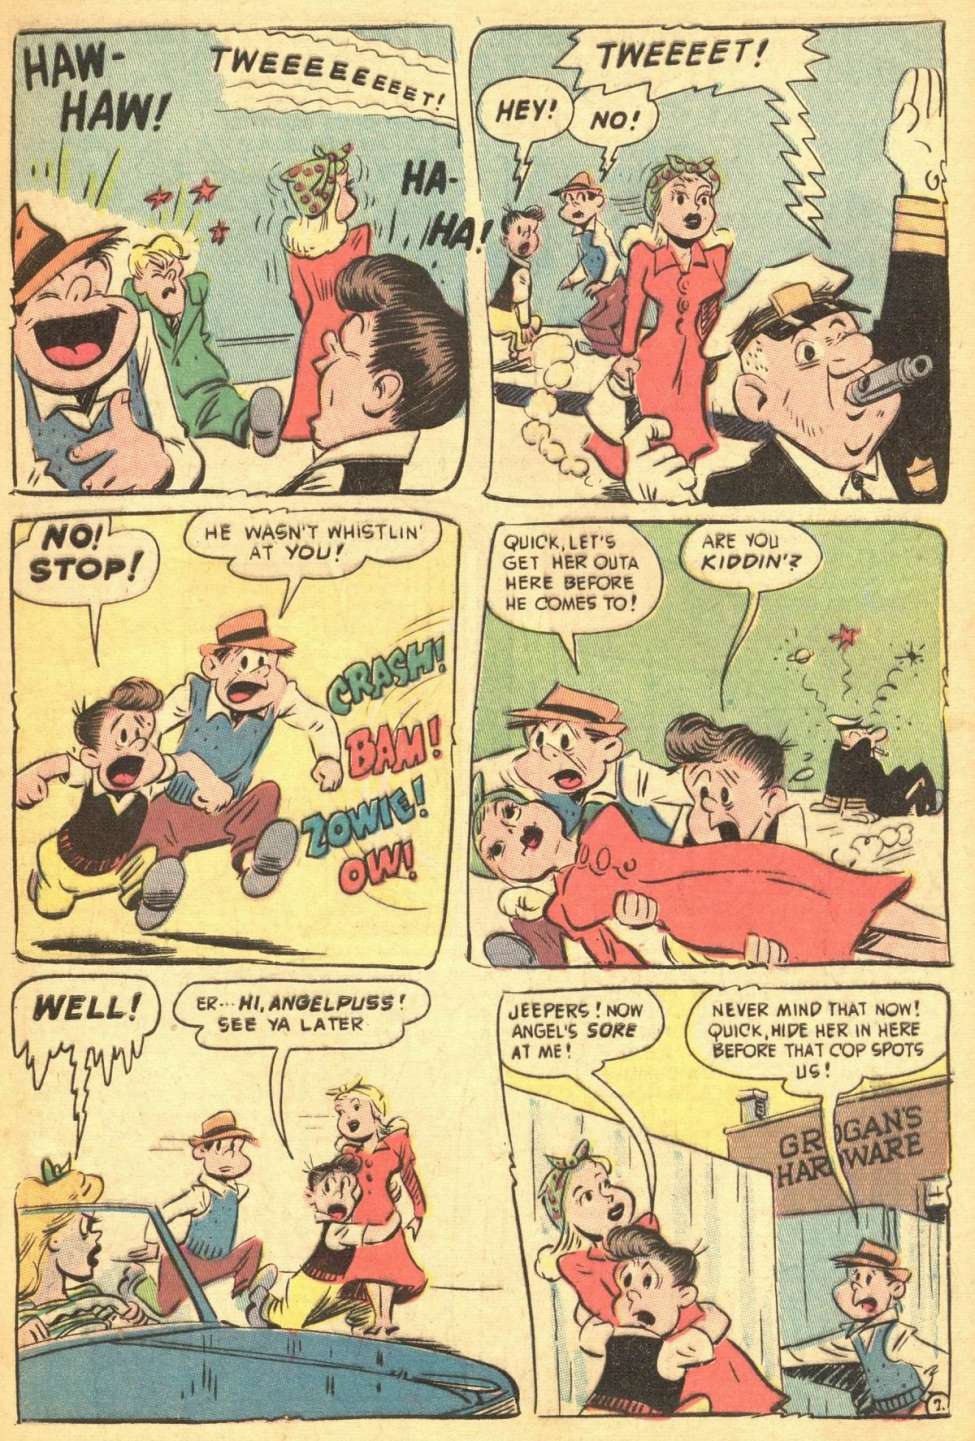 HAW-
HAW!
TWEEEEEEEEET!
HA-
HA!
TWEEEET!
HEY!
NO!
NO!
STOP!
HE WASN'T WHISTLIN'
AT YOU!
CRASH!
BAM!
ZOWIE!
OW!
QUICK, LET'S
GET HER OUTA
HERE BEFORE
HE COMES TO!
ARE YOU
KIDDIN'?
WELL!
ER... HI, ANGELPUSS!
SEE YA LATER
JEEPERS! NOW
ANGEL'S SORE
AT ME!
NEVER MIND THAT NOW!
QUICK, HIDE HER IN HERE
BEFORE THAT COP SPOTS
US!
GROGAN'S
HARDWARE
7.